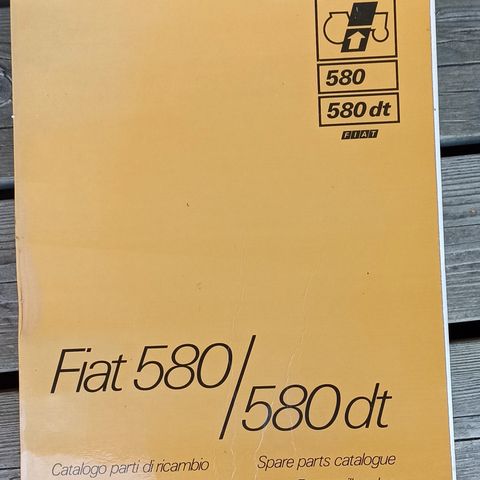 580
580 dt
FIAT
Fiat 580/580 dt
Catalogo parti di ricambio
Spare parts catalogue